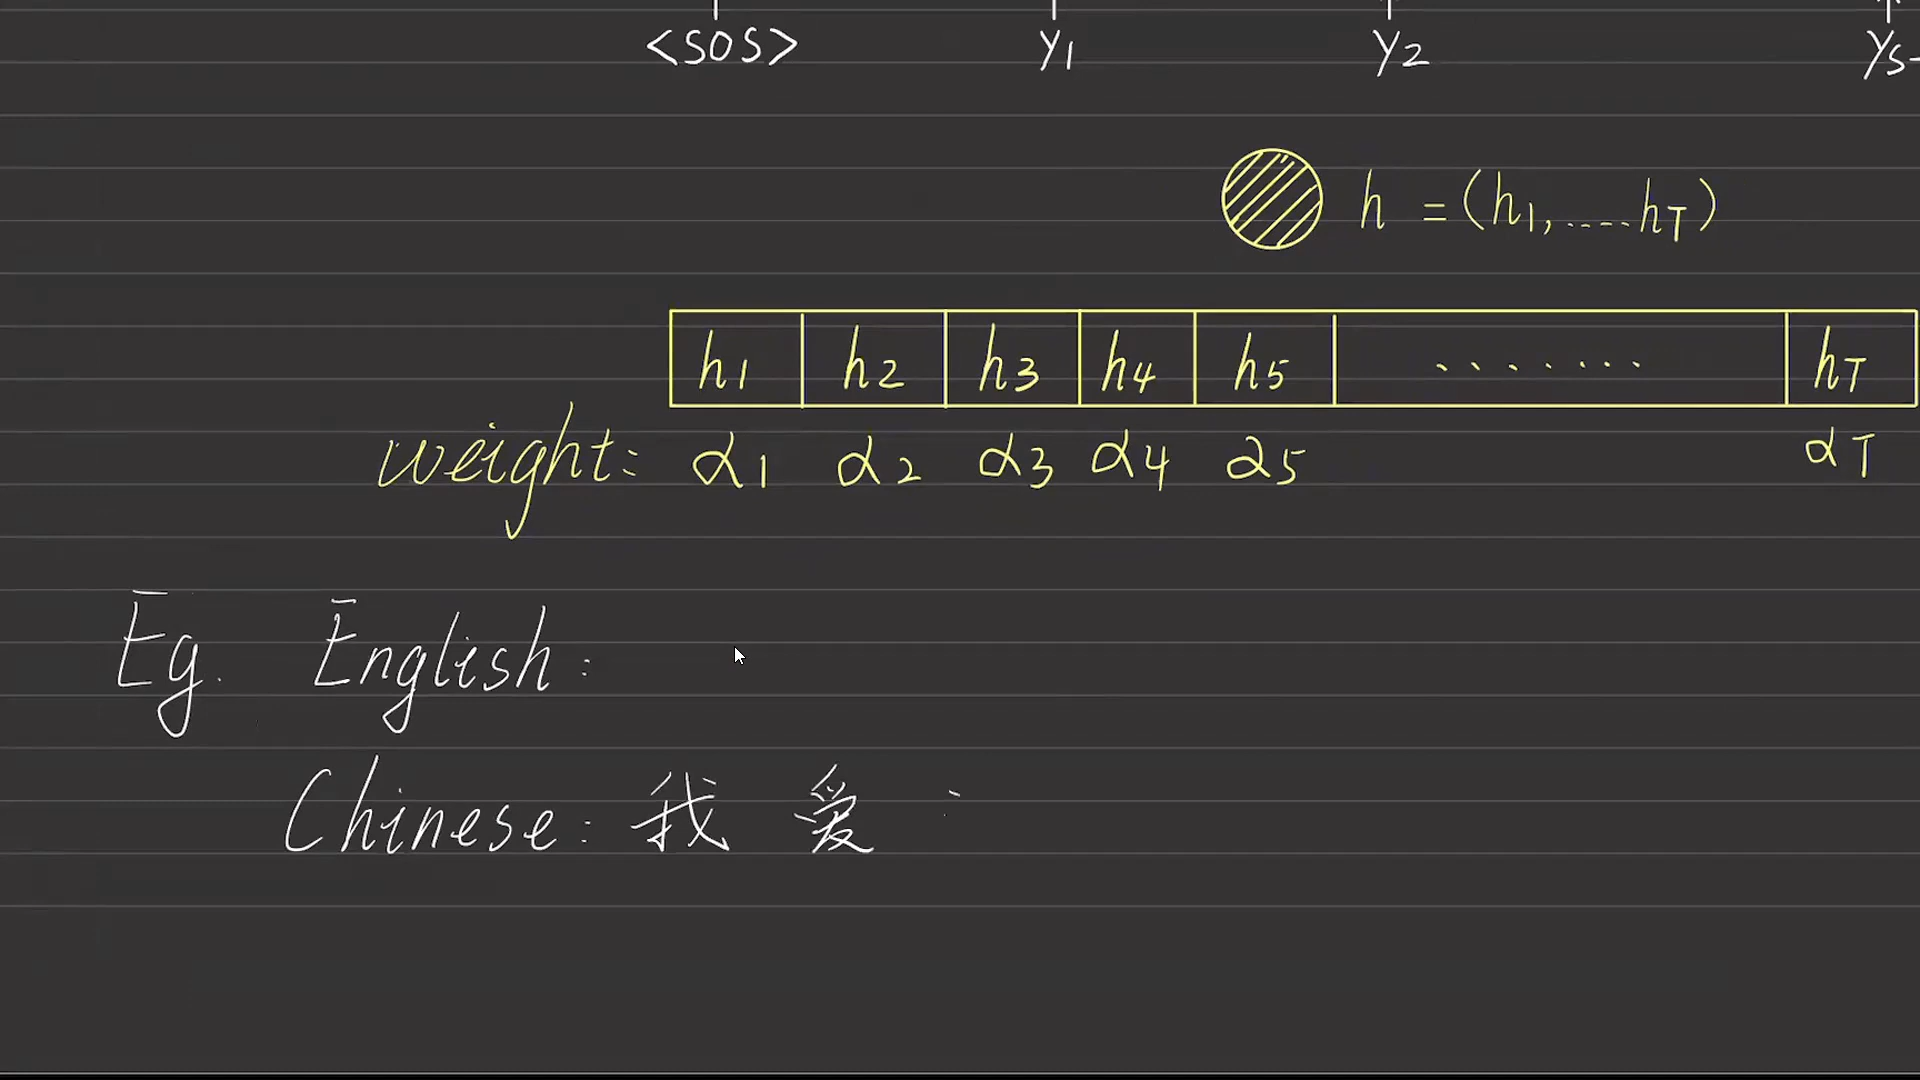 <SOS> y1 y2 ys-
h = (h1, ..... hT)
h1 h2 h3 h4 h5 ........ hT
weight: α1 α2 α3 α4 α5 αT
Eg. English:
Chinese: 我 爱